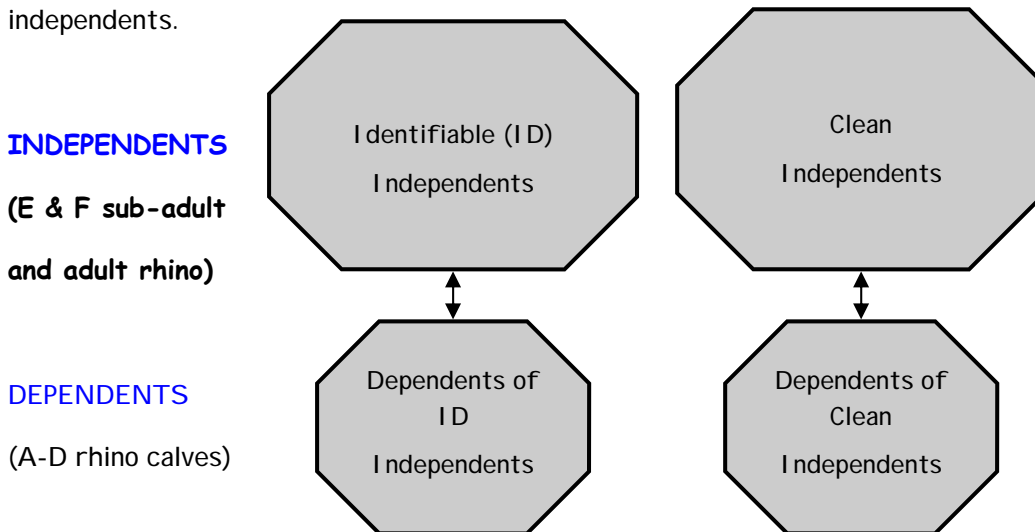 independents.
INDEPENDENTS
(E & F sub-adult
and adult rhino)
Identifiable (ID)
Independents
Clean
Independents
DEPENDENTS
(A-D rhino calves)
Dependents of
ID
Independents
Dependents of
Clean
Independents